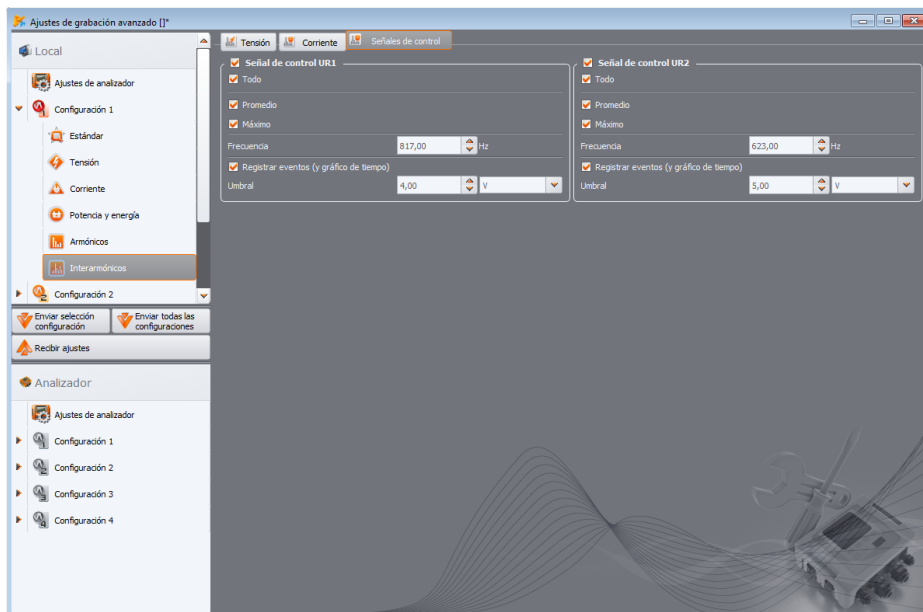 Ajustes de grabación avanzado []*
Local
Ajustes de analizador
Configuración 1
Estándar
Tensión
Corriente
Potencia y energía
Armónicos
Interarmónicos
Configuración 2
Enviar selección configuración
Enviar todas las configuraciones
Recibir ajustes
Analizador
Ajustes de analizador
Configuración 1
Configuración 2
Configuración 3
Configuración 4
Tensión Corriente Señales de control
Señal de control UR1
Todo
Promedio
Máximo
Frecuencia 817,00 Hz
Registrar eventos (y gráfico de tiempo)
Umbral 4,00 V
Señal de control UR2
Todo
Promedio
Máximo
Frecuencia 623,00 Hz
Registrar eventos (y gráfico de tiempo)
Umbral 5,00 V